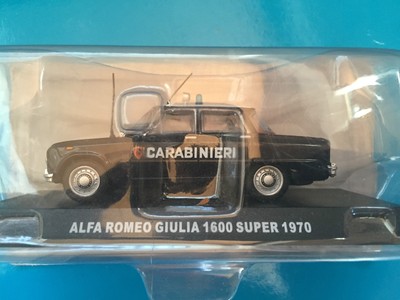 CARABINIERI
ALFA ROMEO GIULIA 1600 SUPER 1970